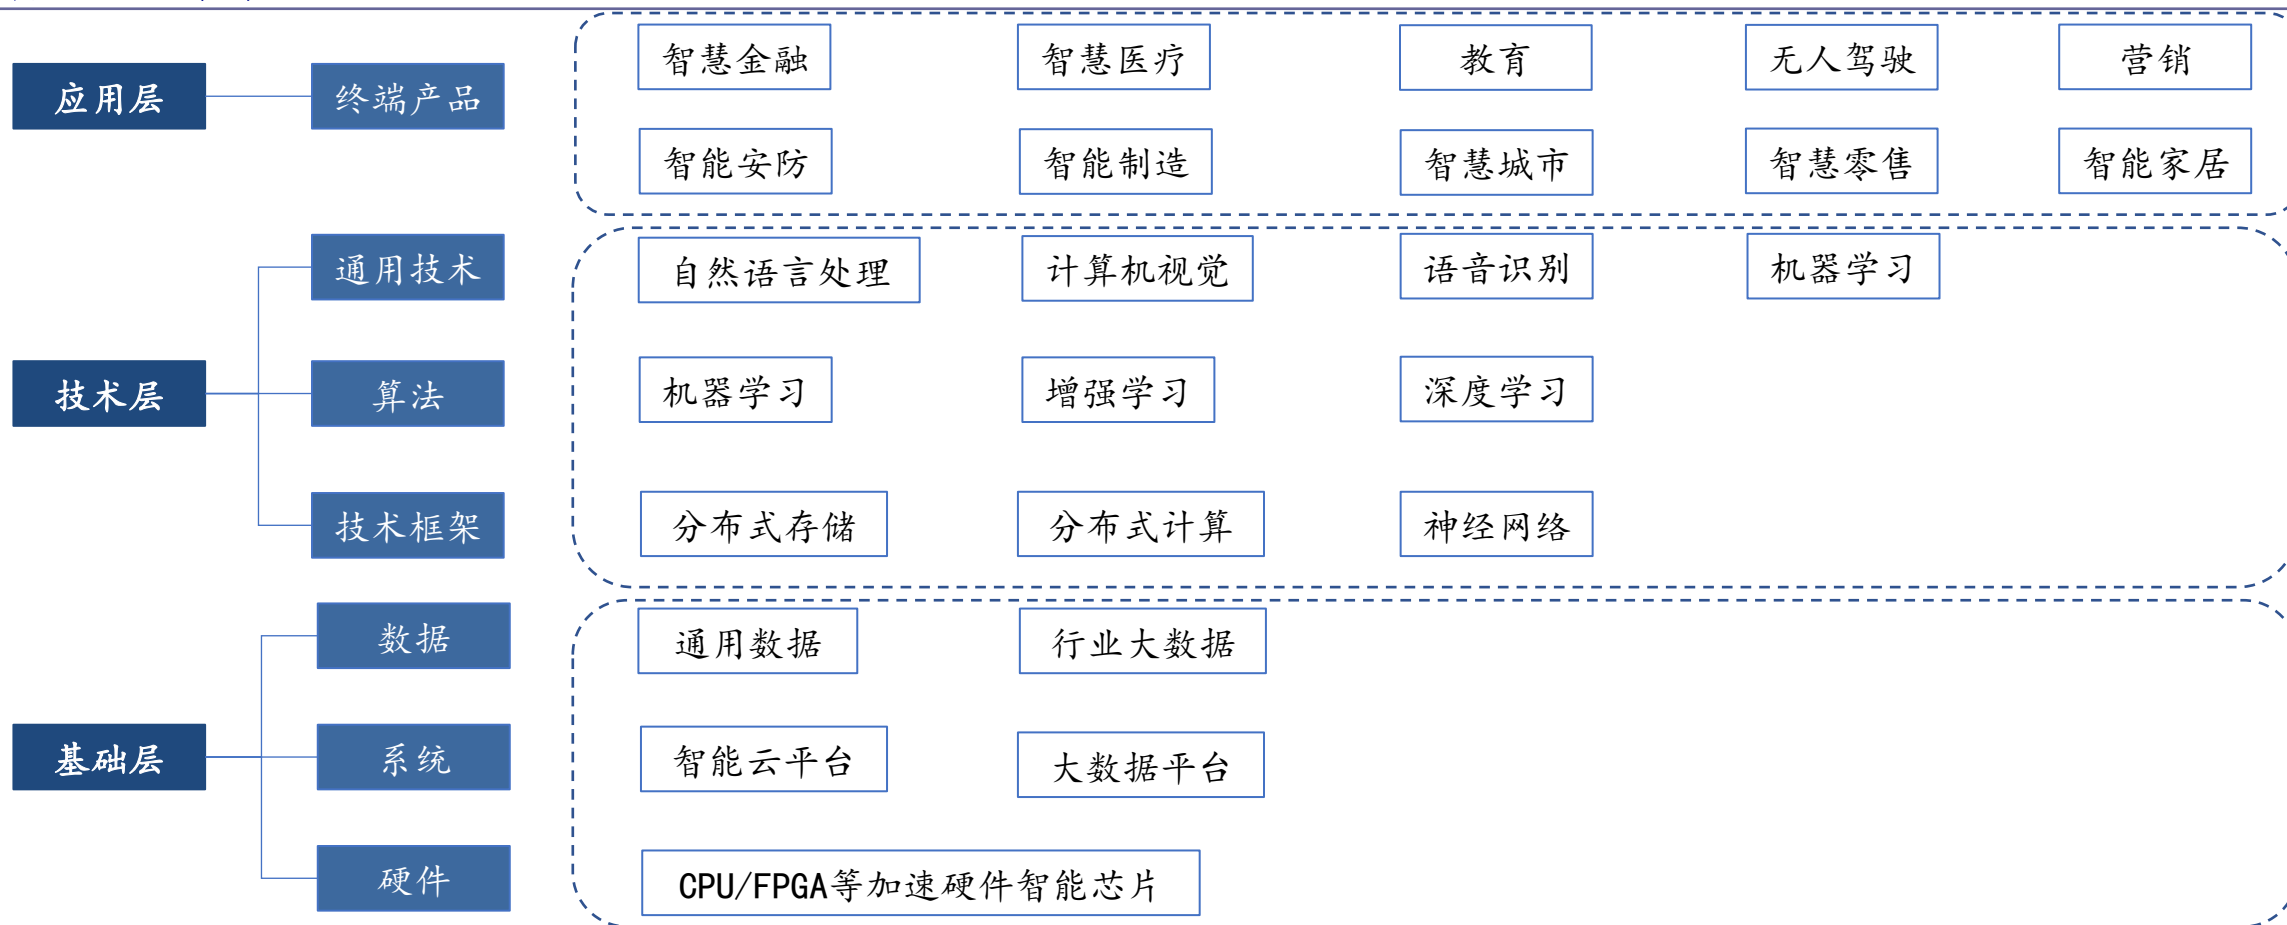 智慧金融 智慧医疗 教育 无人驾驶 营销
应用层 终端产品
智能安防 智能制造 智慧城市 智慧零售 智能家居
通用技术 自然语言处理 计算机视觉 语音识别 机器学习
技术层 算法 机器学习 增强学习 深度学习
技术框架 分布式存储 分布式计算 神经网络
数据 通用数据 行业大数据
基础层 系统 智能云平台 大数据平台
硬件 CPU/FPGA等加速硬件智能芯片